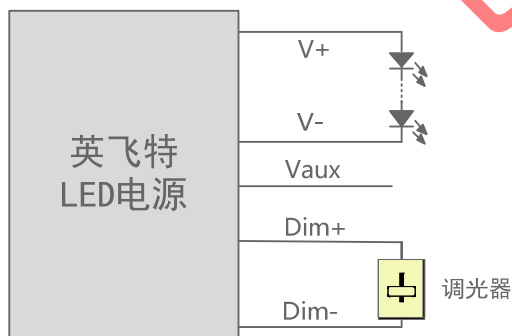 V+
V-
英飞特
LED电源
Vaux
Dim+
调光器
Dim-